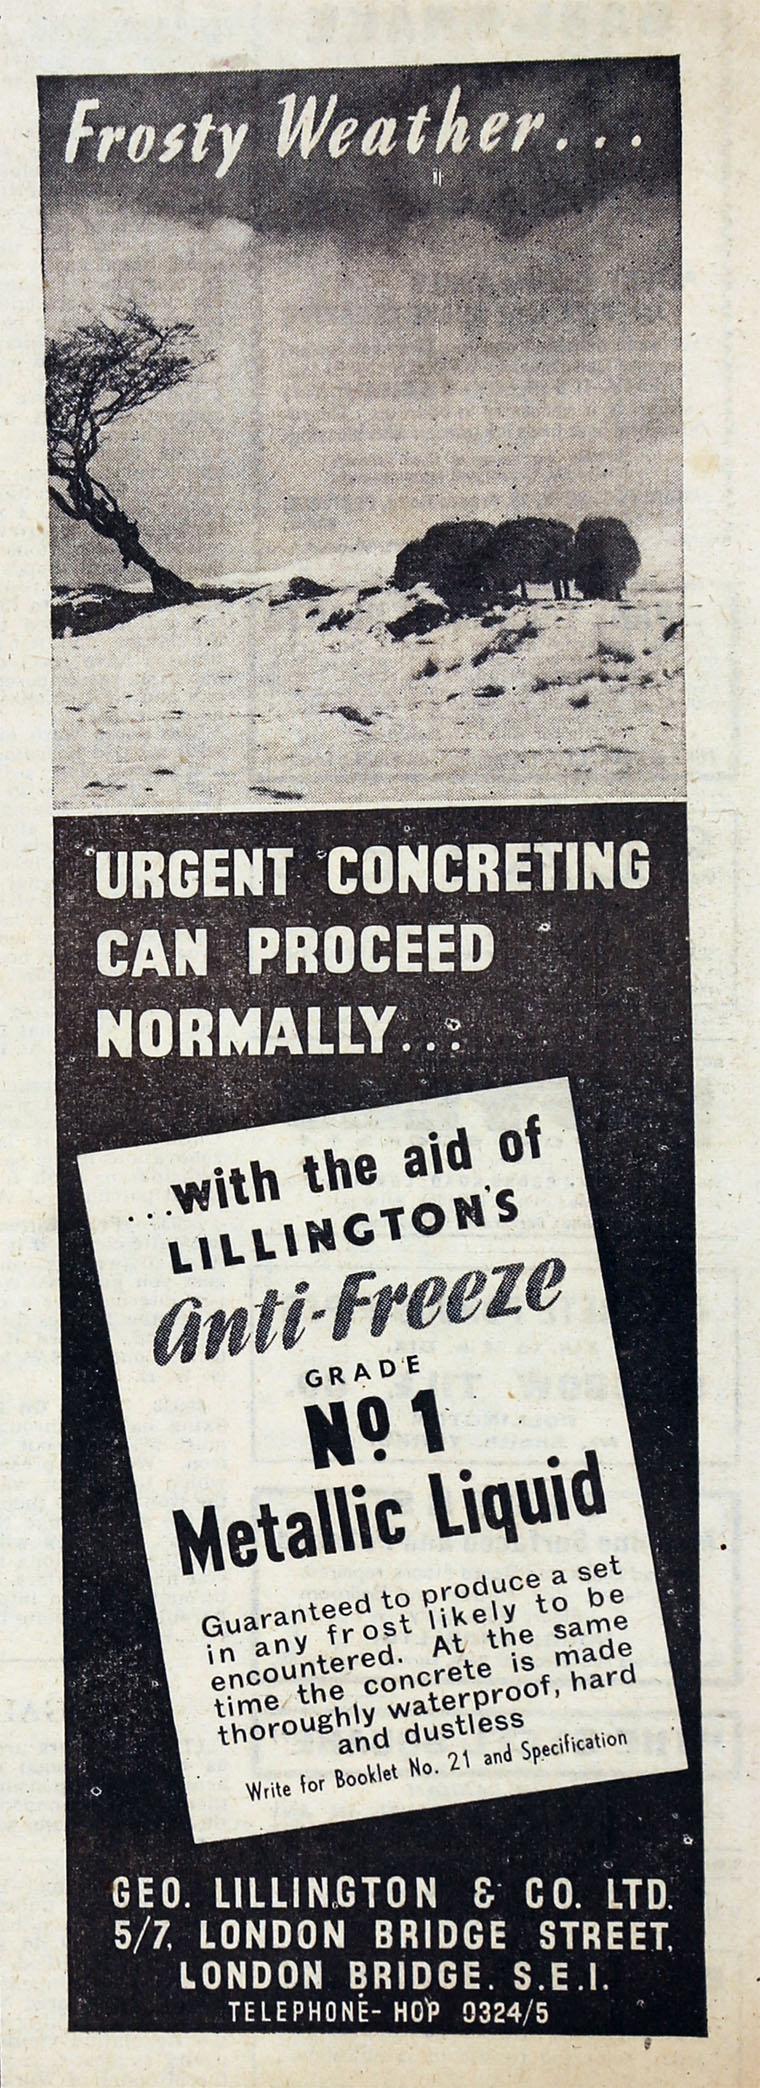 Frosty Weather...
URGENT CONCRETING
CAN PROCEED
NORMALLY...
...with the aid of
LILLINGTON'S
Anti-Freeze
GRADE
No. 1
Metallic Liquid
Guaranteed to produce a set
in any frost likely to be
encountered. At the same
time the concrete is made
thoroughly waterproof, hard
and dustless
Write for Booklet No. 21 and Specification
GEO. LILLINGTON & CO. LTD.
5/7, LONDON BRIDGE STREET,
LONDON BRIDGE. S.E.I.
TELEPHONE- HOP 0324/5